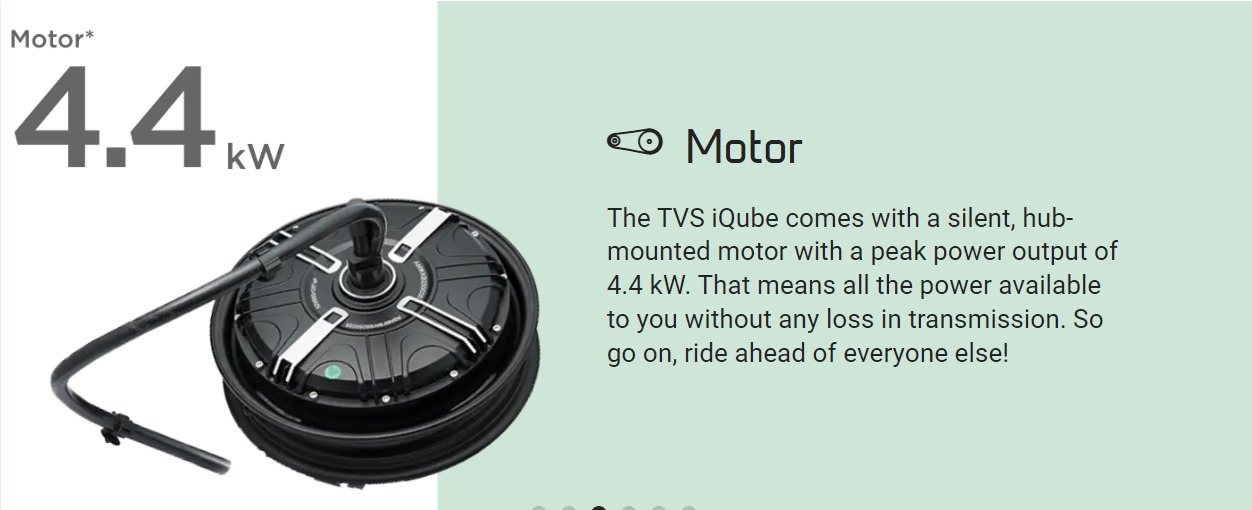 Motor*
4.4 kW
Motor
The TVS iQube comes with a silent, hub-
mounted motor with a peak power output of
4.4 kW. That means all the power available
to you without any loss in transmission. So
go on, ride ahead of everyone else!